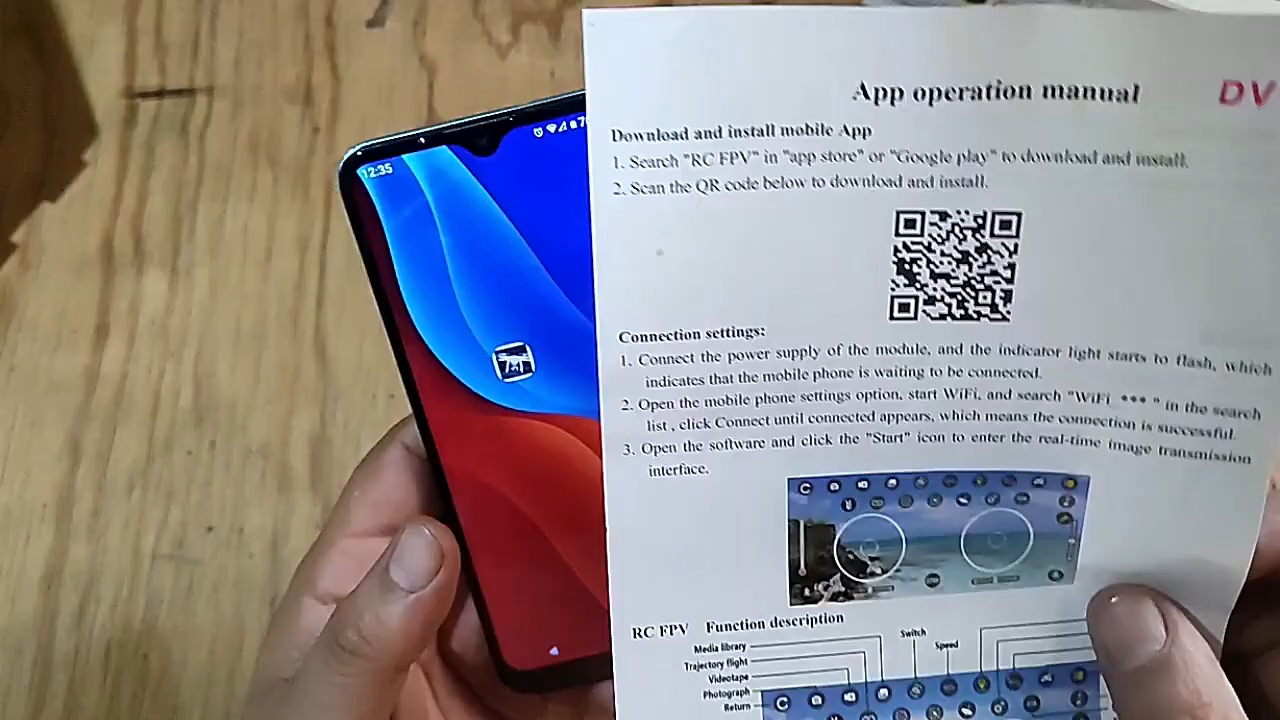 App operation manual
DV
Download and install mobile App
1. Search "RC FPV" in "app store" or "Google play" to download and install.
2. Scan the QR code below to download and install.
12:35
Connection settings:
1. Connect the power supply of the module, and the indicator light starts to flash, which
indicates that the mobile phone is waiting to be connected.
2. Open the mobile phone settings option, start WiFi, and search "WiFi ***" in the search
list , click Connect until connected appears, which means the connection is successful.
3. Open the software and click the "Start" icon to enter the real-time image transmission
interface.
RC FPV Function description
Switch
Speed
Media library
Trajectory flight
Videotape
Photograph
Return